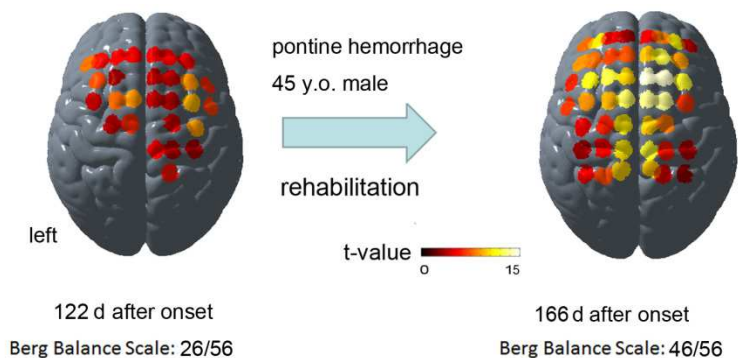 pontine hemorrhage
45 y.o. male
rehabilitation
left
t-value
0 15
122 d after onset
Berg Balance Scale: 26/56
166 d after onset
Berg Balance Scale: 46/56